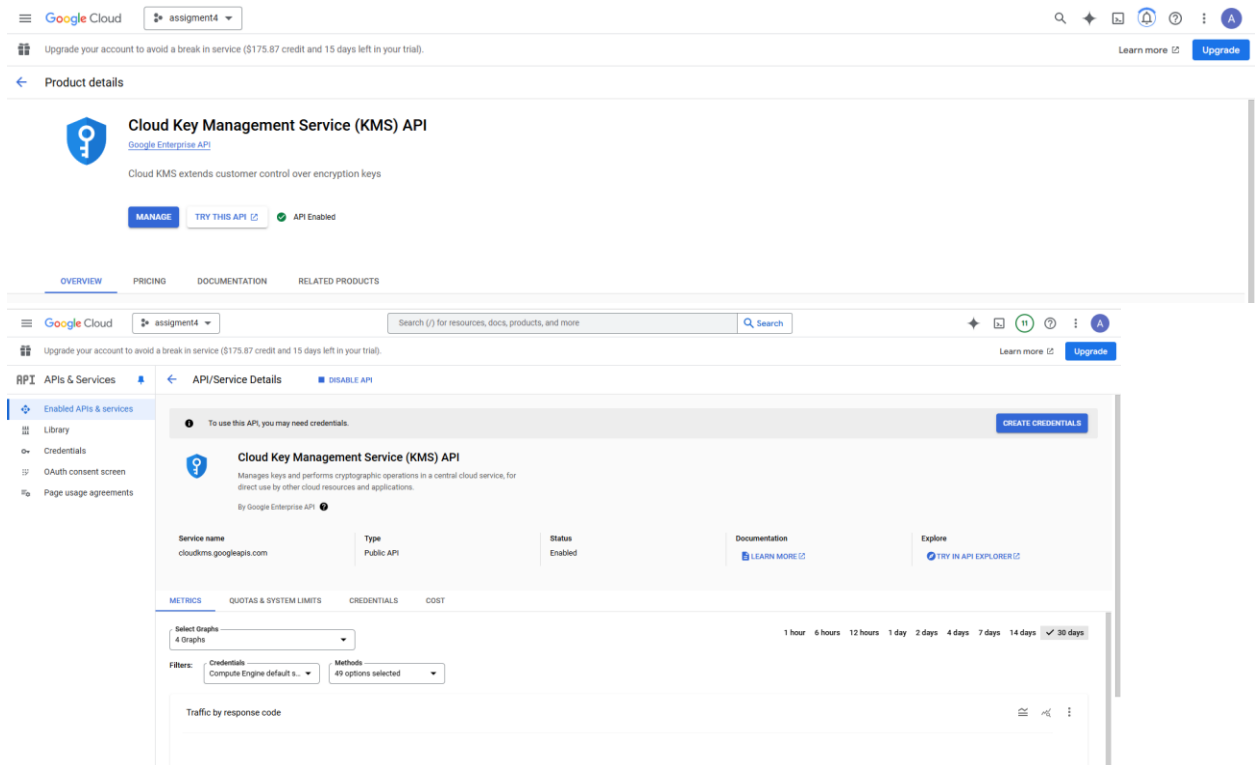 Google Cloud assigment4 A
Upgrade your account to avoid a break in service ($175.87 credit and 15 days left in your trial). Learn more Upgrade
Product details
Cloud Key Management Service (KMS) API
Google Enterprise API
Cloud KMS extends customer control over encryption keys
MANAGE TRY THIS API API Enabled
OVERVIEW PRICING DOCUMENTATION RELATED PRODUCTS
Google Cloud assigment4 Search (/) for resources, docs, products, and more Search 11 A
Upgrade your account to avoid a break in service ($175.87 credit and 15 days left in your trial). Learn more Upgrade
API APIs & Services API/Service Details DISABLE API
Enabled APIs & services
Library
Credentials
OAuth consent screen
Page usage agreements
To use this API, you may need credentials. CREATE CREDENTIALS
Cloud Key Management Service (KMS) API
Manages keys and performs cryptographic operations in a central cloud service, for
direct use by other cloud resources and applications.
By Google Enterprise API
Service name Type Status Documentation Explore
cloudkms.googleapis.com Public API Enabled LEARN MORE TRY IN API EXPLORER
METRICS QUOTAS & SYSTEM LIMITS CREDENTIALS COST
Select Graphs
4 Graphs 1 hour 6 hours 12 hours 1 day 2 days 4 days 7 days 14 days 30 days
Filters: Credentials Methods
Compute Engine default s... 49 options selected
Traffic by response code